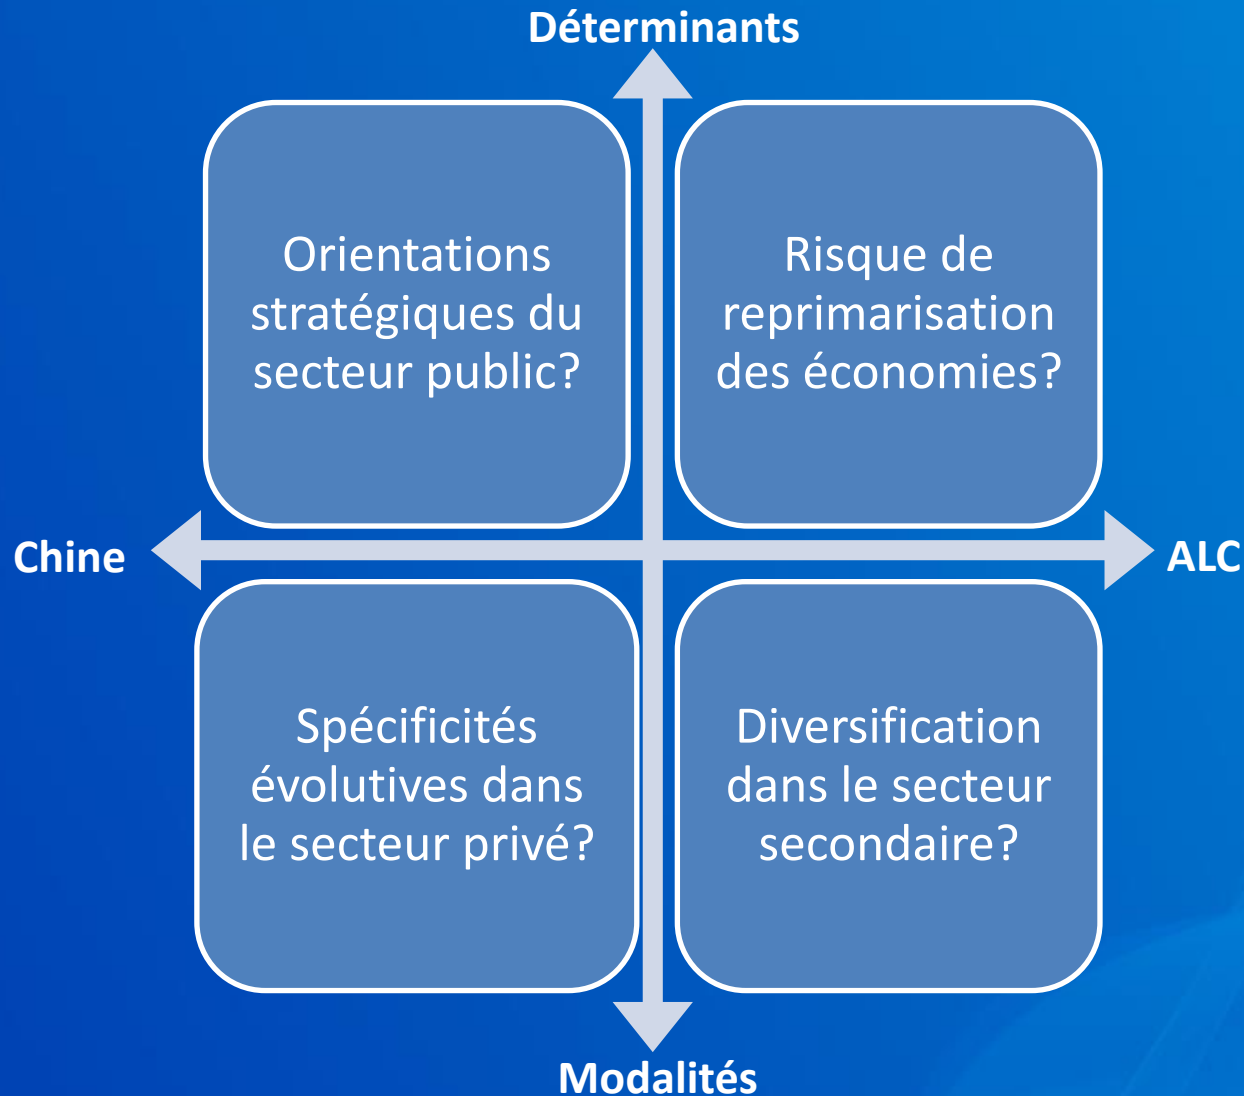 Déterminants
Orientations
stratégiques du
secteur public?
Risque de
reprimarisation
des économies?
Chine
ALC
Spécificités
évolutives dans
le secteur privé?
Diversification
dans le secteur
secondaire?
Modalités